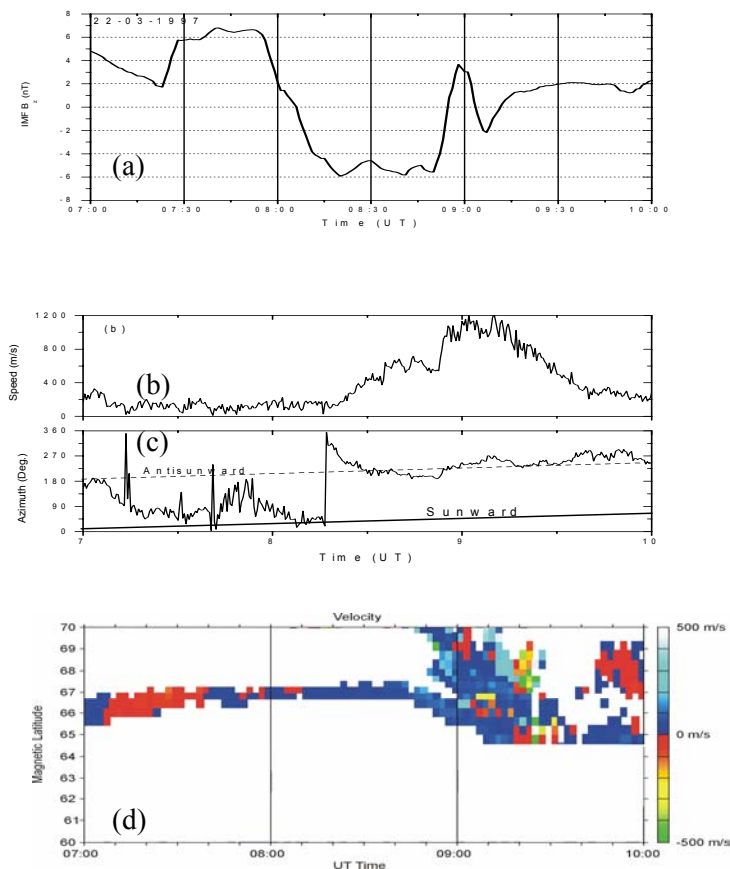 22-03-1997
IMF B z (nT)
8
6
4
2
0
-2
-4
-6
-8
(a)
07:00 07:30 08:00 08:30 09:00 09:30 10:00
Time (UT)
Speed (m/s)
1200
800
400
0
(b)
(b)
Azimuth (Deg.)
360
270
180
90
0
(c)
Antisunward
Sunward
7 8 9 10
Time (UT)
Velocity
Magnetic Latitude
70
69
68
67
66
65
64
63
62
61
60
(d)
07:00 08:00 09:00 10:00
UT Time
500 m/s
0 m/s
-500 m/s